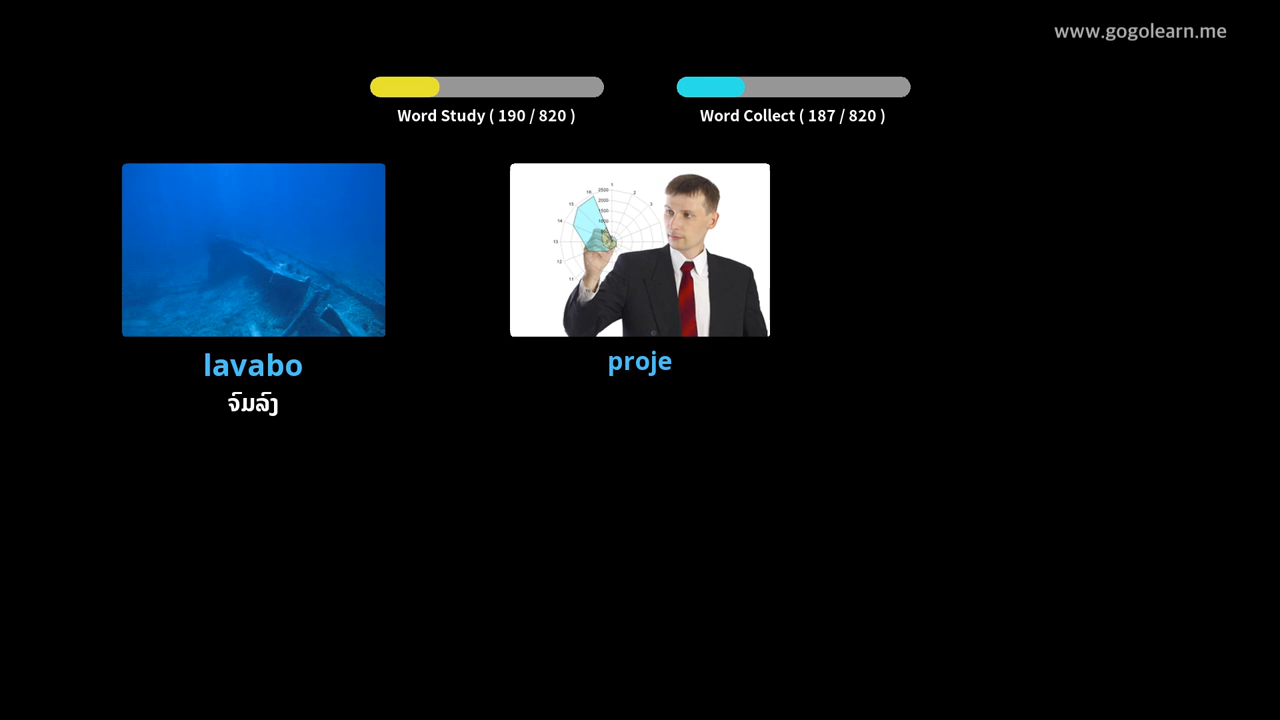 www.gogolearn.me
Word Study ( 190 / 820 )
Word Collect ( 187 / 820 )
lavabo
ຈົມລົງ
proje